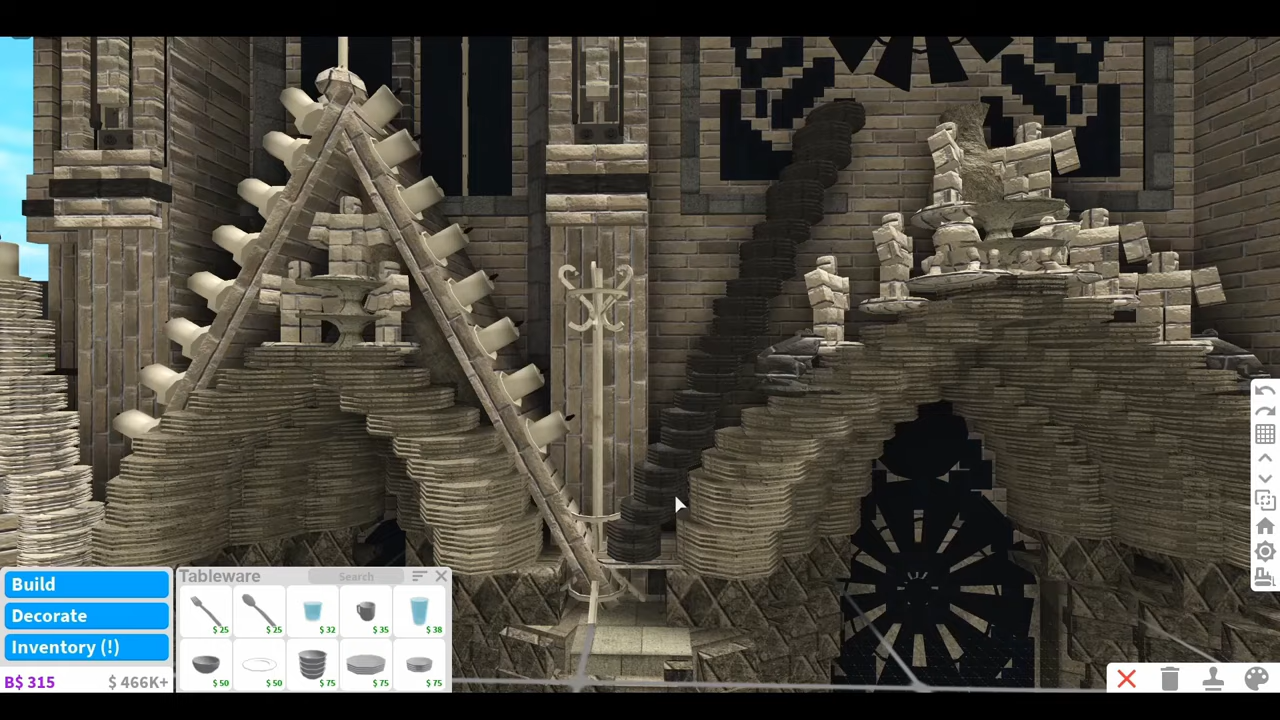 Build
Decorate
Inventory (!)
B$ 315 $ 466K+
Tableware Search
$ 25 $ 25 $ 32 $ 35 $ 38
$ 50 $ 50 $ 75 $ 75 $ 75